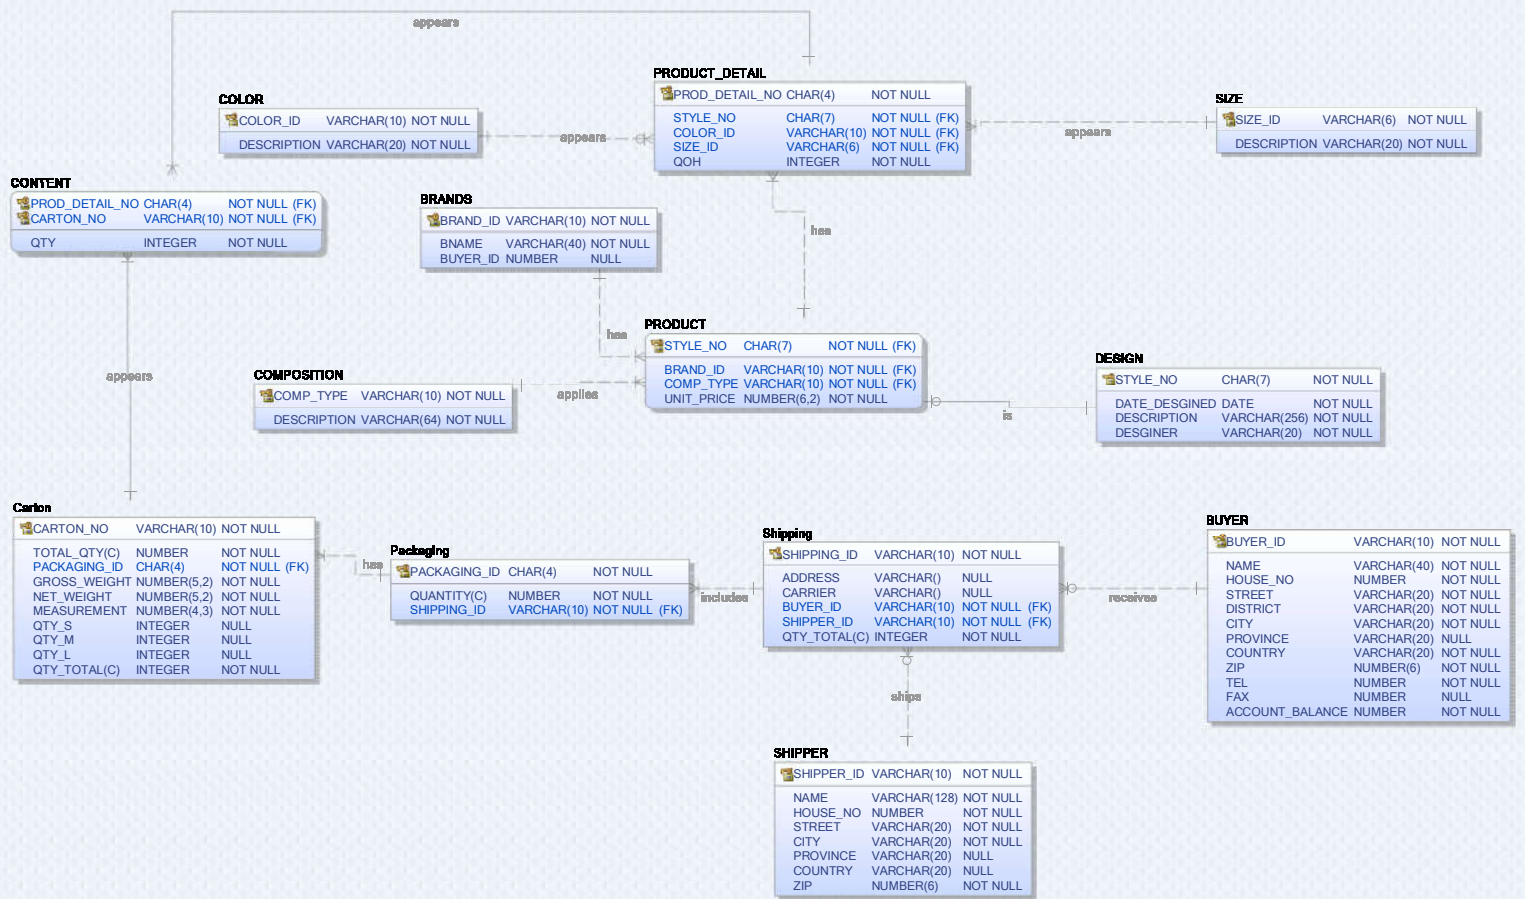 appears
PRODUCT_DETAIL
PROD_DETAIL_NO CHAR(4) NOT NULL
STYLE_NO CHAR(7) NOT NULL (FK)
COLOR_ID VARCHAR(10) NOT NULL (FK)
SIZE_ID VARCHAR(6) NOT NULL (FK)
QOH INTEGER NOT NULL
COLOR
COLOR_ID VARCHAR(10) NOT NULL
DESCRIPTION VARCHAR(20) NOT NULL
appears
appears
SIZE
SIZE_ID VARCHAR(6) NOT NULL
DESCRIPTION VARCHAR(20) NOT NULL
CONTENT
PROD_DETAIL_NO CHAR(4) NOT NULL (FK)
CARTON_NO VARCHAR(10) NOT NULL (FK)
QTY INTEGER NOT NULL
BRANDS
BRAND_ID VARCHAR(10) NOT NULL
BNAME VARCHAR(40) NOT NULL
BUYER_ID NUMBER NULL
has
has
PRODUCT
STYLE_NO CHAR(7) NOT NULL (FK)
BRAND_ID VARCHAR(10) NOT NULL (FK)
COMP_TYPE VARCHAR(10) NOT NULL (FK)
UNIT_PRICE NUMBER(6,2) NOT NULL
appears
COMPOSITION
COMP_TYPE VARCHAR(10) NOT NULL
DESCRIPTION VARCHAR(64) NOT NULL
applies
is
DESIGN
STYLE_NO CHAR(7) NOT NULL
DATE_DESGINED DATE NOT NULL
DESCRIPTION VARCHAR(256) NOT NULL
DESGINER VARCHAR(20) NOT NULL
Carton
CARTON_NO VARCHAR(10) NOT NULL
TOTAL_QTY(C) NUMBER NOT NULL
PACKAGING_ID CHAR(4) NOT NULL (FK)
GROSS_WEIGHT NUMBER(5,2) NOT NULL
NET_WEIGHT NUMBER(5,2) NOT NULL
MEASUREMENT NUMBER(4,3) NOT NULL
QTY_S INTEGER NULL
QTY_M INTEGER NULL
QTY_L INTEGER NULL
QTY_TOTAL(C) INTEGER NOT NULL
has
Packaging
PACKAGING_ID CHAR(4) NOT NULL
QUANTITY(C) NUMBER NOT NULL
SHIPPING_ID VARCHAR(10) NOT NULL (FK)
includes
Shipping
SHIPPING_ID VARCHAR(10) NOT NULL
ADDRESS VARCHAR() NULL
CARRIER VARCHAR() NULL
BUYER_ID VARCHAR(10) NOT NULL (FK)
SHIPPER_ID VARCHAR(10) NOT NULL (FK)
QTY_TOTAL(C) INTEGER NOT NULL
receives
BUYER
BUYER_ID VARCHAR(10) NOT NULL
NAME VARCHAR(40) NOT NULL
HOUSE_NO NUMBER NOT NULL
STREET VARCHAR(20) NOT NULL
DISTRICT VARCHAR(20) NOT NULL
CITY VARCHAR(20) NOT NULL
PROVINCE VARCHAR(20) NULL
COUNTRY VARCHAR(20) NOT NULL
ZIP NUMBER(6) NOT NULL
TEL NUMBER NOT NULL
FAX NUMBER NULL
ACCOUNT_BALANCE NUMBER NOT NULL
ships
SHIPPER
SHIPPER_ID VARCHAR(10) NOT NULL
NAME VARCHAR(128) NOT NULL
HOUSE_NO NUMBER NOT NULL
STREET VARCHAR(20) NOT NULL
CITY VARCHAR(20) NOT NULL
PROVINCE VARCHAR(20) NULL
COUNTRY VARCHAR(20) NULL
ZIP NUMBER(6) NOT NULL